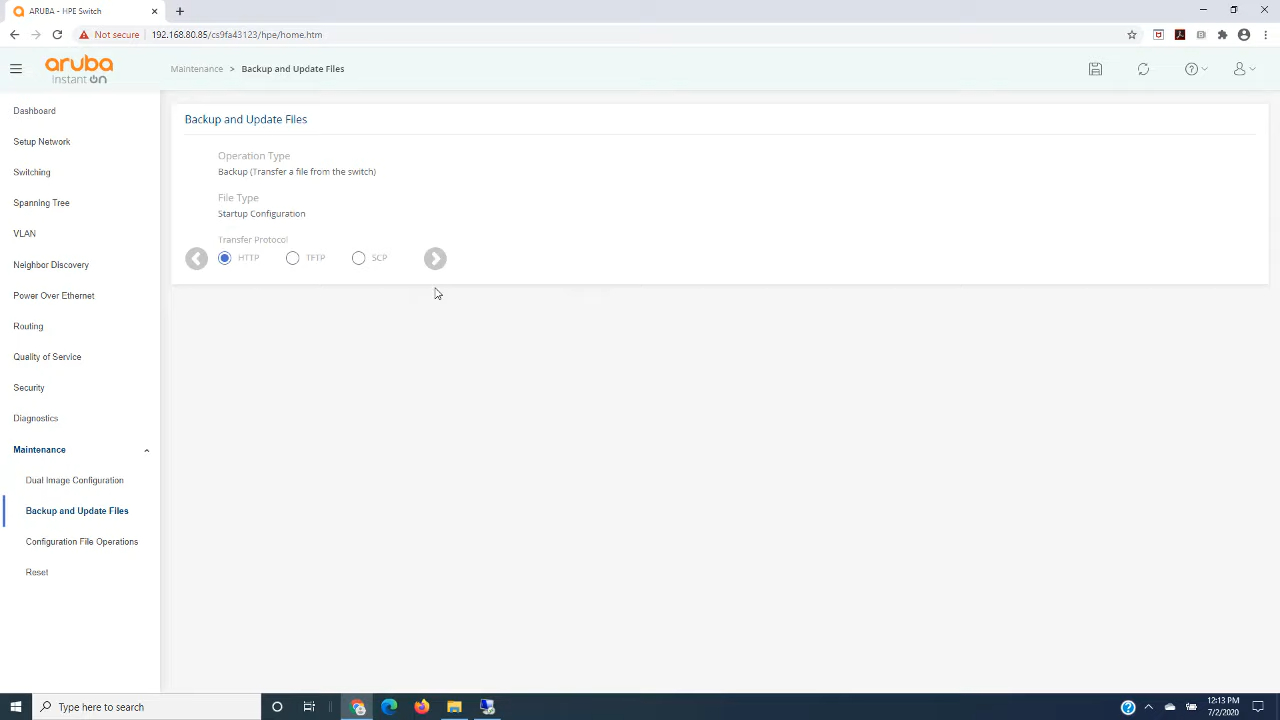 ARUBA - HPE Switch
Not secure 192.168.80.85/cs9fa43123/hpe/home.htm
aruba
instant on
Maintenance > Backup and Update Files
Dashboard
Setup Network
Switching
Spanning Tree
VLAN
Neighbor Discovery
Power Over Ethernet
Routing
Quality of Service
Security
Diagnostics
Maintenance
Dual Image Configuration
Backup and Update Files
Configuration File Operations
Reset
Backup and Update Files
Operation Type
Backup (Transfer a file from the switch)
File Type
Startup Configuration
Transfer Protocol
HTTP TFTP SCP
Type here to search
12:13 PM
7/2/2020